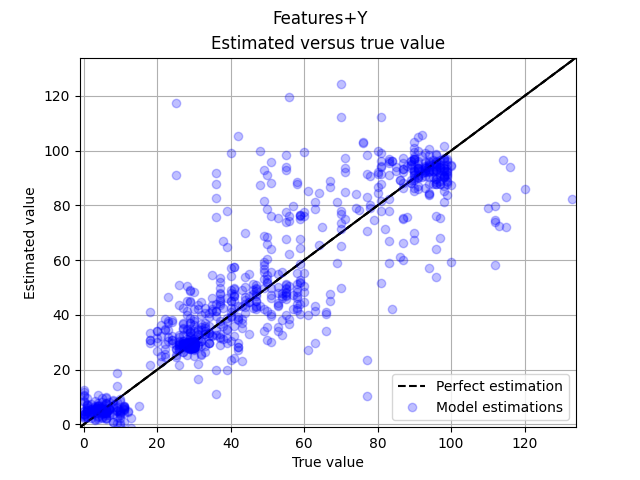 Features+Y
Estimated versus true value
120
100
80
60
40
20
0
Estimated value
Perfect estimation
Model estimations
0 20 40 60 80 100 120
True value